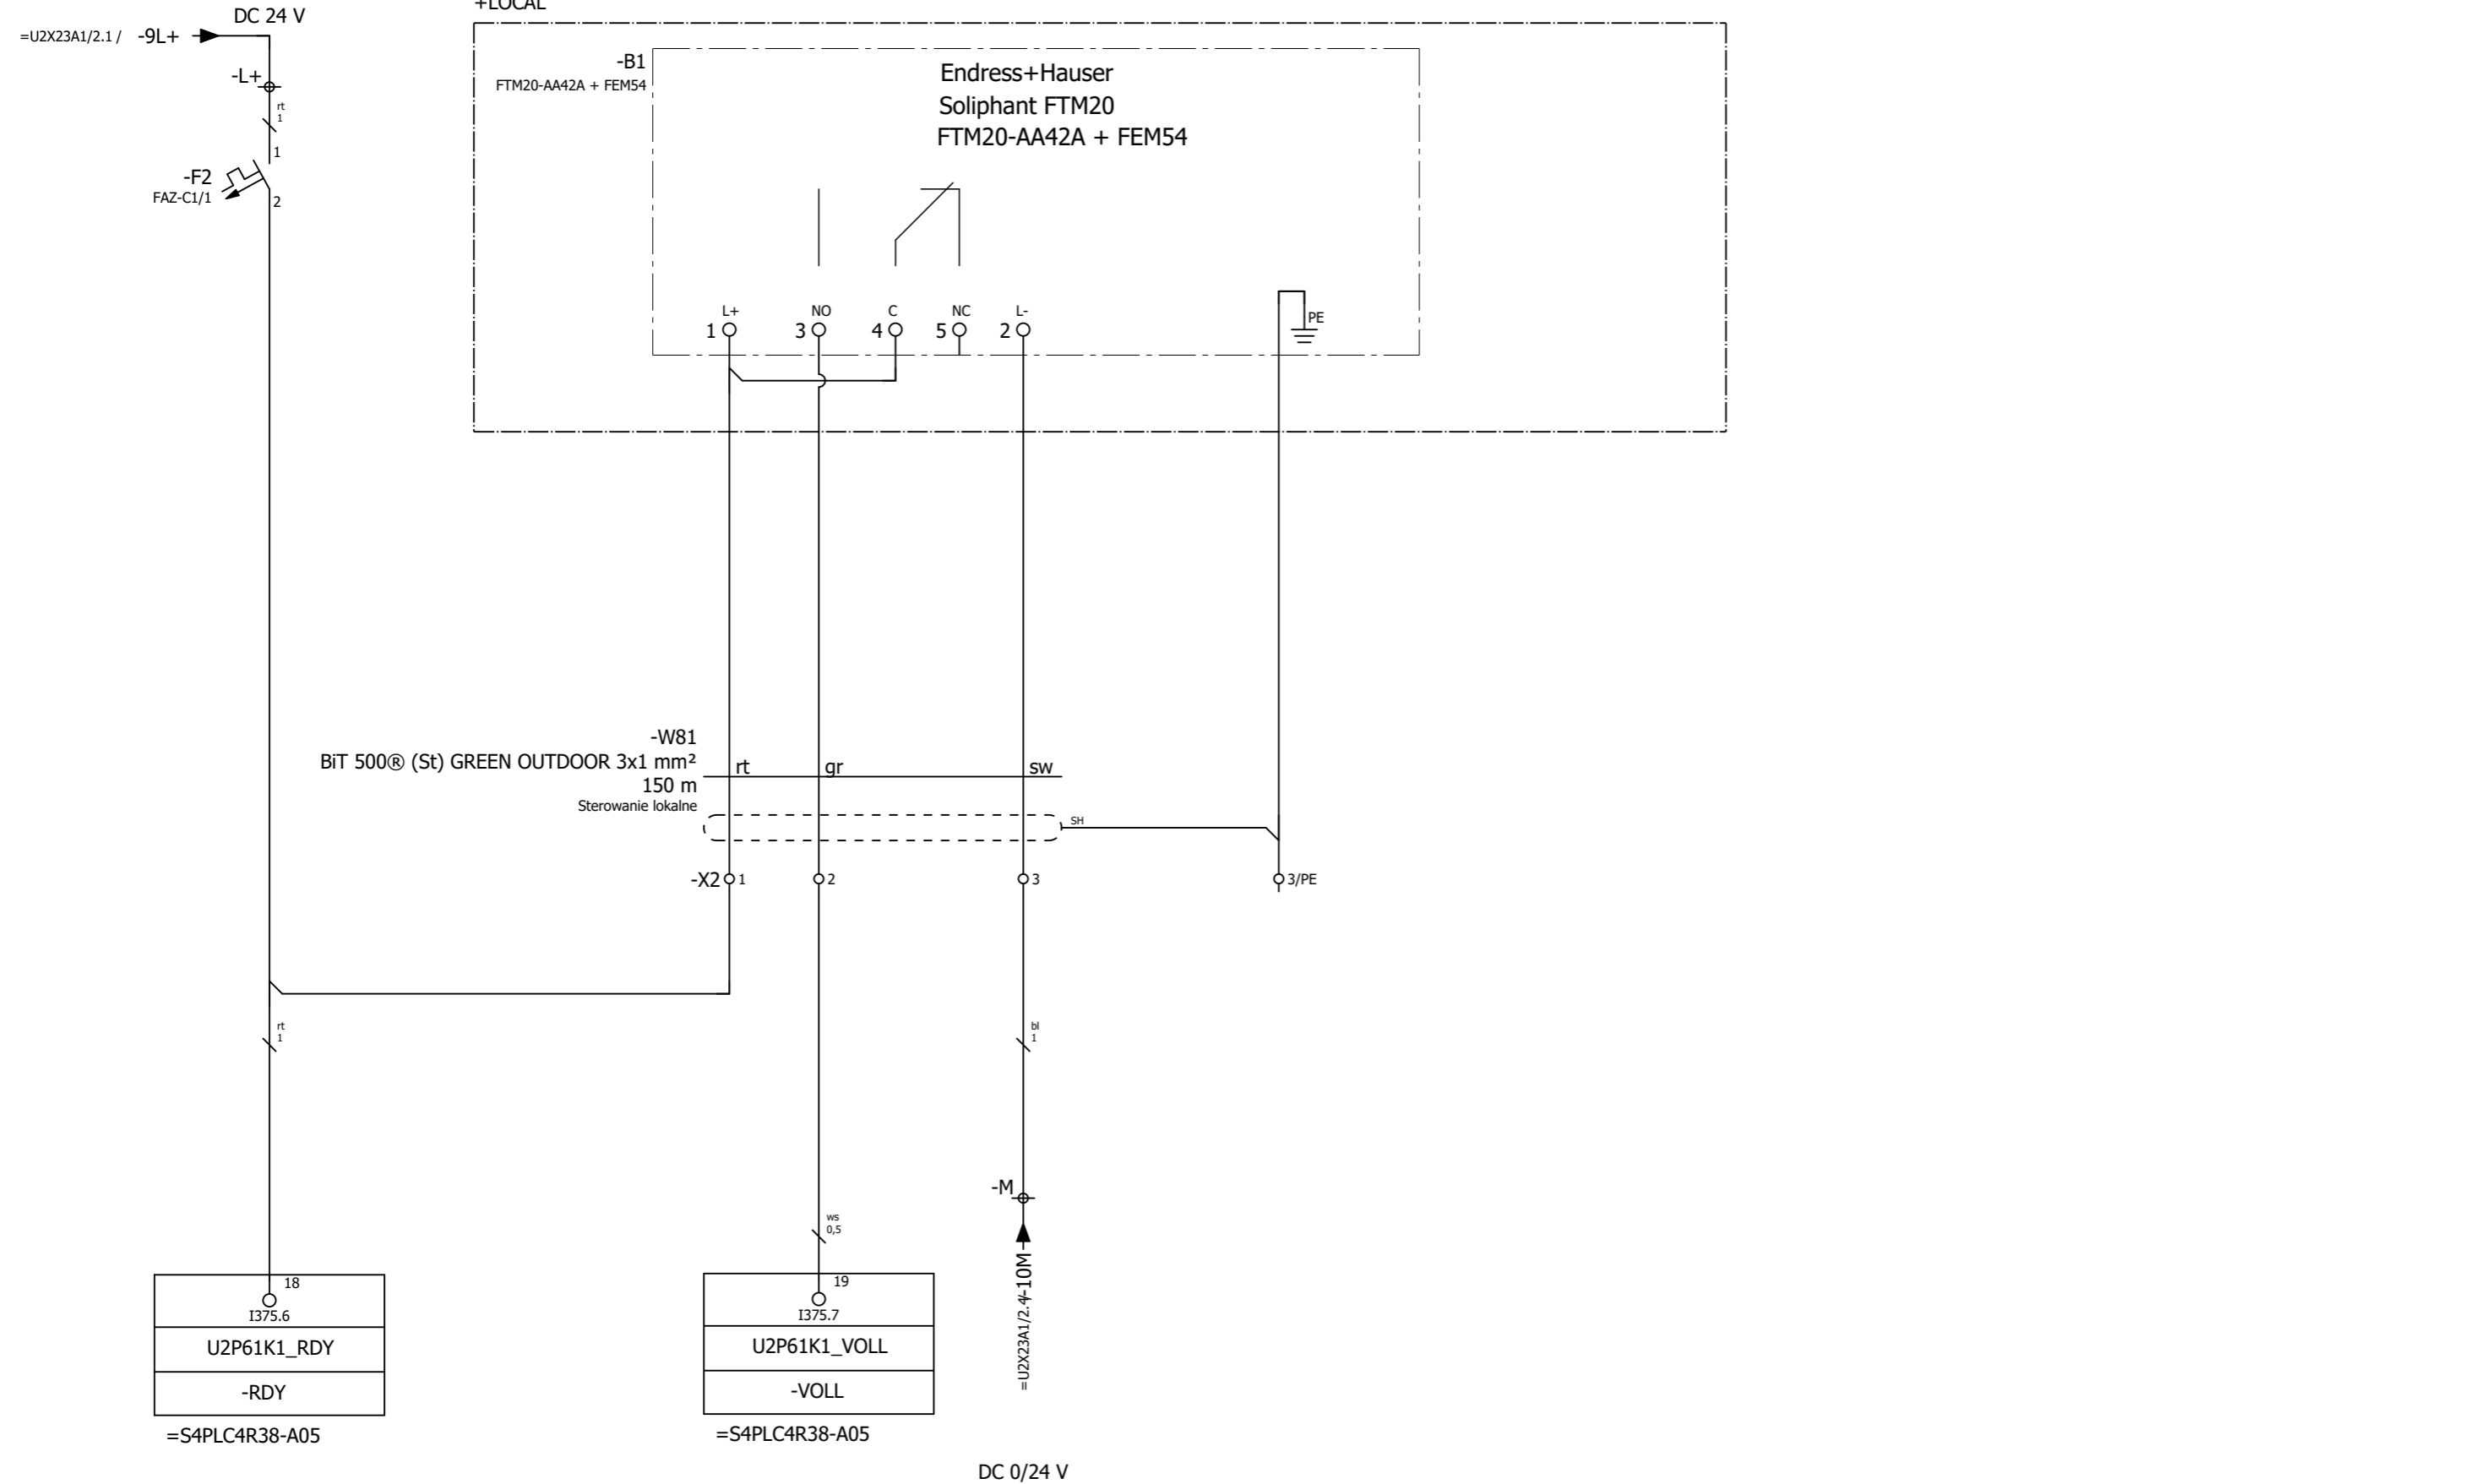 +LOCAL
DC 24 V
=U2X23A1/2.1 / -9L+
-L+
rt
1
1
-F2
FAZ-C1/1
2
-B1
FTM20-AA42A + FEM54
Endress+Hauser
Soliphant FTM20
FTM20-AA42A + FEM54
L+ NO C NC L-
1 3 4 5 2
PE
-W81
BiT 500® (St) GREEN OUTDOOR 3x1 mm²
150 m
Sterowanie lokalne
rt gr sw
SH
-X2 1 2 3 3/PE
rt
1
bl
1
-M
ws
0,5
=U2X23A1/2.4/-10M
18
I375.6
U2P61K1_RDY
-RDY
=S4PLC4R38-A05
19
I375.7
U2P61K1_VOLL
-VOLL
=S4PLC4R38-A05
DC 0/24 V